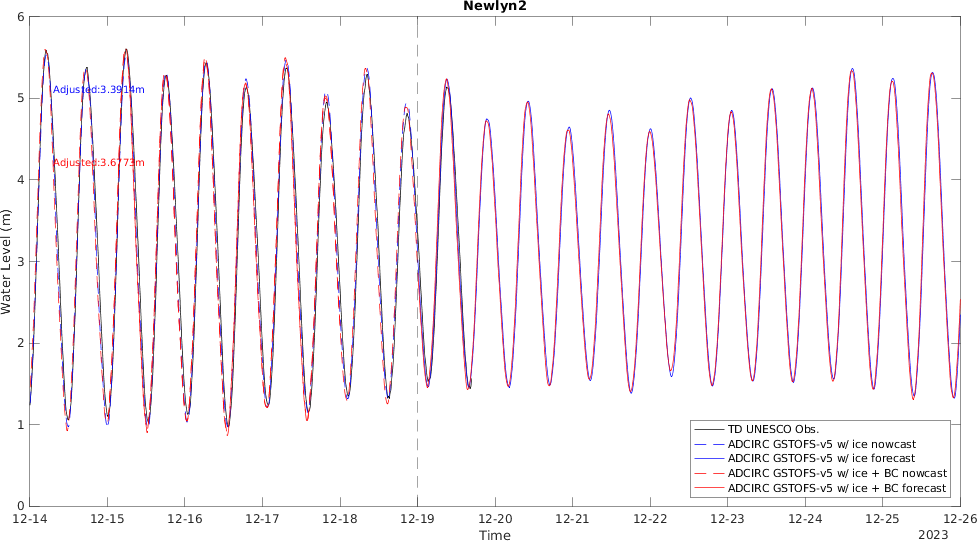 Newlyn2
6
5
4
3
2
1
0
Water Level (m)
Adjusted:3.3914m
Adjusted:3.6773m
TD UNESCO Obs.
ADCIRC GSTOFS-v5 w/ ice nowcast
ADCIRC GSTOFS-v5 w/ ice forecast
ADCIRC GSTOFS-v5 w/ ice + BC nowcast
ADCIRC GSTOFS-v5 w/ ice + BC forecast
12-14 12-15 12-16 12-17 12-18 12-19 12-20 12-21 12-22 12-23 12-24 12-25 12-26
Time
2023